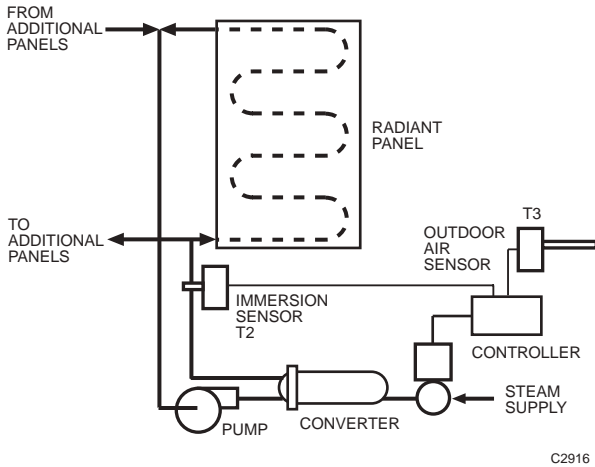 FROM
ADDITIONAL
PANELS
RADIANT
PANEL
TO
ADDITIONAL
PANELS
T3
OUTDOOR
AIR
SENSOR
IMMERSION
SENSOR
T2
CONTROLLER
STEAM
SUPPLY
CONVERTER
PUMP
C2916